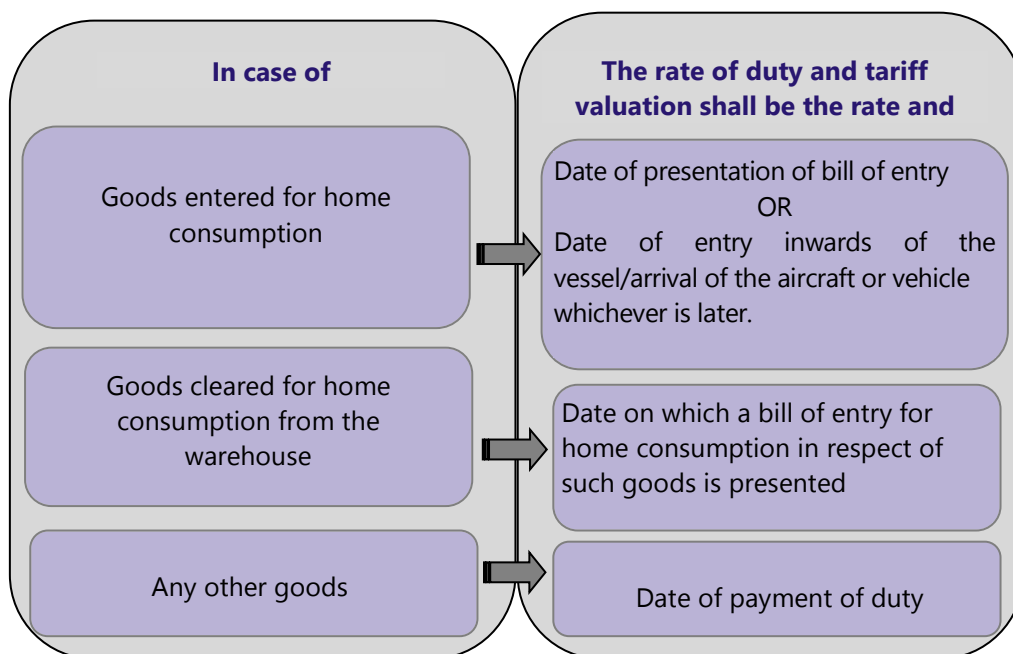 In case of
The rate of duty and tariff
valuation shall be the rate and
Goods entered for home
consumption
Date of presentation of bill of entry
OR
Date of entry inwards of the
vessel/arrival of the aircraft or vehicle
whichever is later.
Goods cleared for home
consumption from the
warehouse
Date on which a bill of entry for
home consumption in respect of
such goods is presented
Any other goods
Date of payment of duty